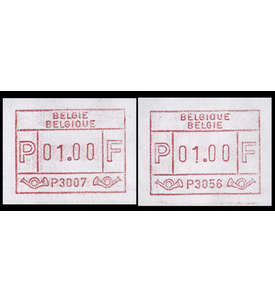 BELGIE
BELGIQUE
P 01.00 F
P3007
BELGIQUE
BELGIE
P 01.00 F
P3056